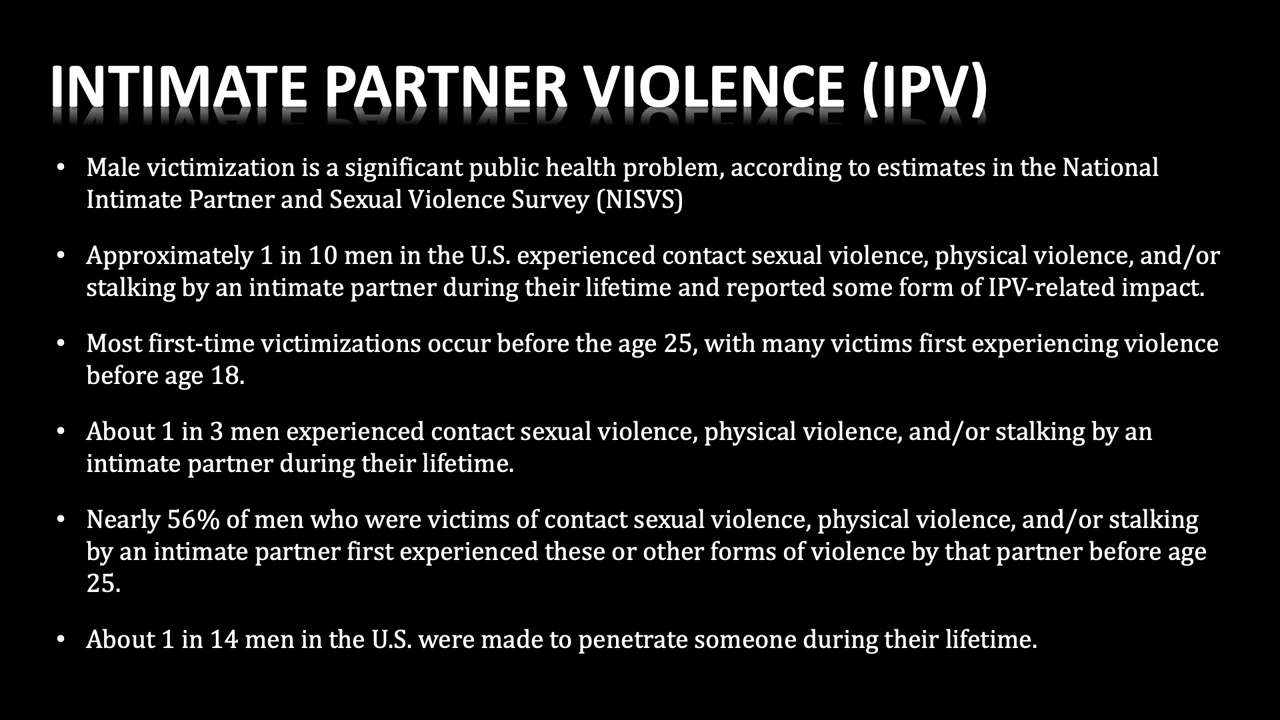 INTIMATE PARTNER VIOLENCE (IPV)
• Male victimization is a significant public health problem, according to estimates in the National
Intimate Partner and Sexual Violence Survey (NISVS)
• Approximately 1 in 10 men in the U.S. experienced contact sexual violence, physical violence, and/or
stalking by an intimate partner during their lifetime and reported some form of IPV-related impact.
• Most first-time victimizations occur before the age 25, with many victims first experiencing violence
before age 18.
• About 1 in 3 men experienced contact sexual violence, physical violence, and/or stalking by an
intimate partner during their lifetime.
• Nearly 56% of men who were victims of contact sexual violence, physical violence, and/or stalking
by an intimate partner first experienced these or other forms of violence by that partner before age
25.
• About 1 in 14 men in the U.S. were made to penetrate someone during their lifetime.